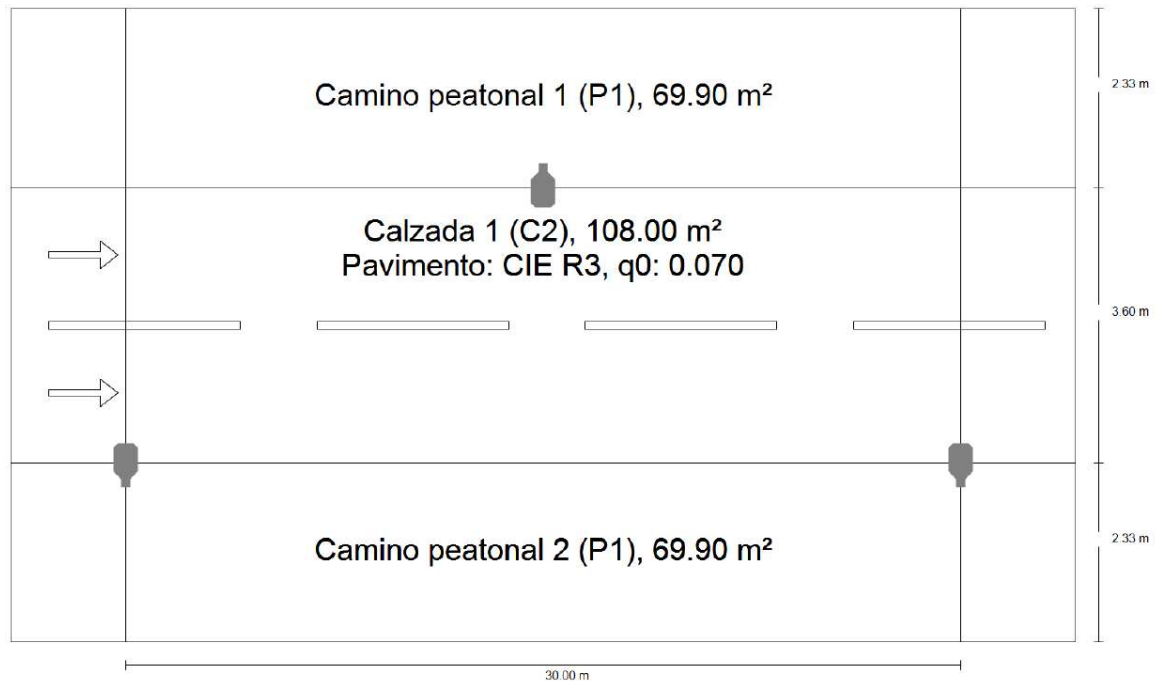 Camino peatonal 1 (P1), 69.90 m²
2.33 m
Calzada 1 (C2), 108.00 m²
Pavimento: CIE R3, q0: 0.070
3.60 m
Camino peatonal 2 (P1), 69.90 m²
2.33 m
30.00 m